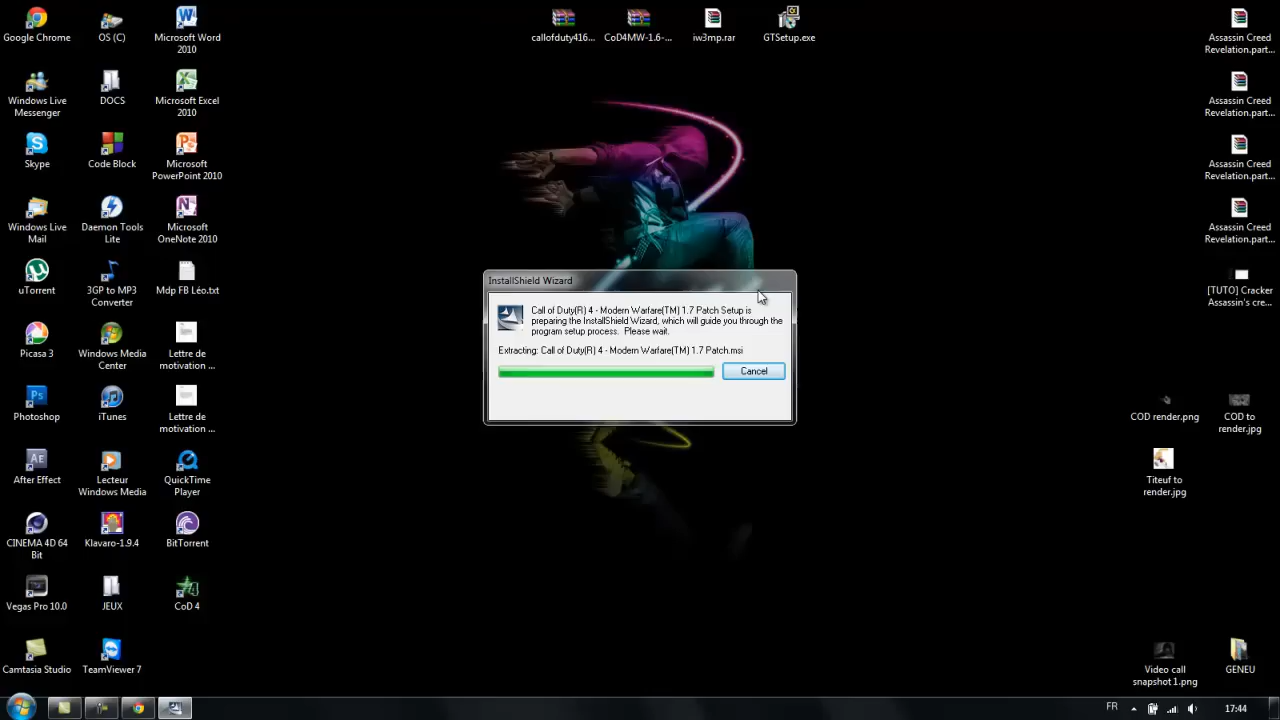 Google Chrome
OS (C)
Microsoft Word
2010
callofduty416...
CoD4MW-1.6-...
iw3mp.rar
GTSetup.exe
Assassin Creed
Revelation.part...
Windows Live
Messenger
DOCS
Microsoft Excel
2010
Assassin Creed
Revelation.part...
Skype
Code Block
Microsoft
PowerPoint 2010
Assassin Creed
Revelation.part...
Windows Live
Mail
Daemon Tools
Lite
Microsoft
OneNote 2010
Assassin Creed
Revelation.part...
uTorrent
3GP to MP3
Converter
Mdp FB Léo.txt
[TUTO] Cracker
Assassin's cre...
InstallShield Wizard
Call of Duty(R) 4 - Modern Warfare(TM) 1.7 Patch Setup is
preparing the InstallShield Wizard, which will guide you through the
program setup process. Please wait.
Extracting: Call of Duty(R) 4 - Modern Warfare(TM) 1.7 Patch.msi
Cancel
Picasa 3
Windows Media
Center
Lettre de
motivation ...
Photoshop
iTunes
Lettre de
motivation ...
COD render.png
COD to
render.jpg
After Effect
Lecteur
Windows Media
QuickTime
Player
Titeuf to
render.jpg
CINEMA 4D 64
Bit
Klavaro-1.9.4
BitTorrent
Vegas Pro 10.0
JEUX
CoD 4
Camtasia Studio
TeamViewer 7
Video call
snapshot 1.png
GENEU
FR
17:44